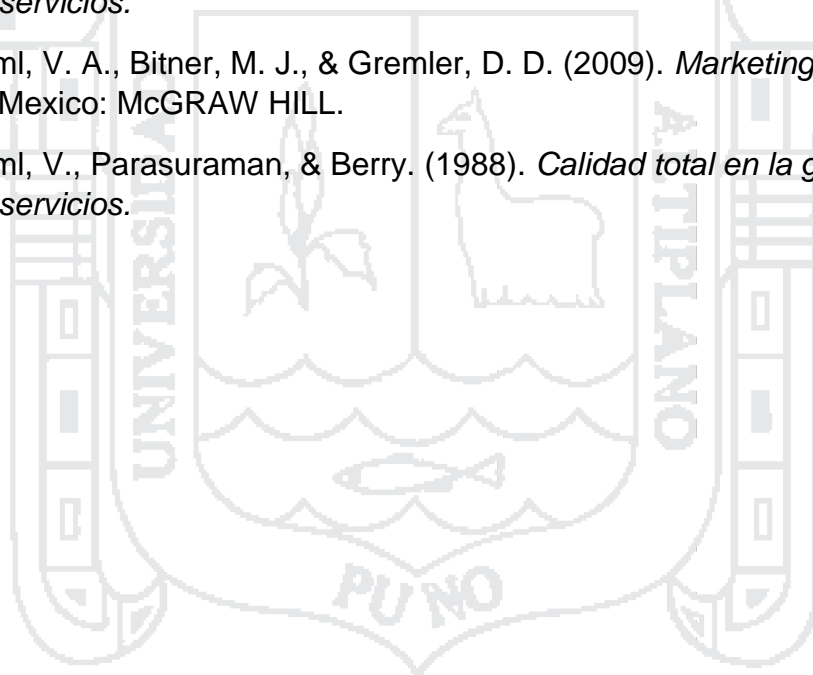 servicios.
ml, V. A., Bitner, M. J., & Gremler, D. D. (2009). Marketing
Mexico: McGRAW HILL.
ml, V., Parasuraman, & Berry. (1988). Calidad total en la g
servicios.
UNIVERSIDAD
ALTIPLANO
PUNO